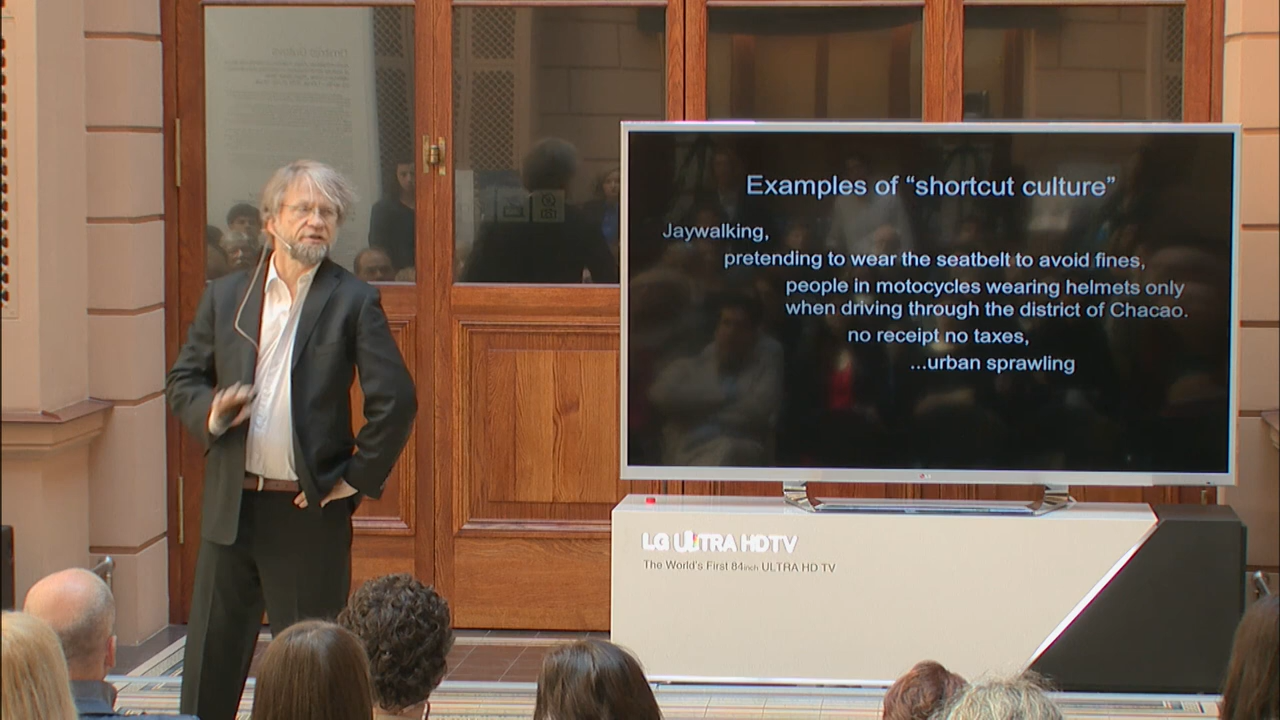 Examples of “shortcut culture”
Jaywalking,
pretending to wear the seatbelt to avoid fines,
people in motocycles wearing helmets only
when driving through the district of Chacao.
no receipt no taxes,
...urban sprawling
LG
LG ULTRA HDTV
The World's First 84inch ULTRA HD TV